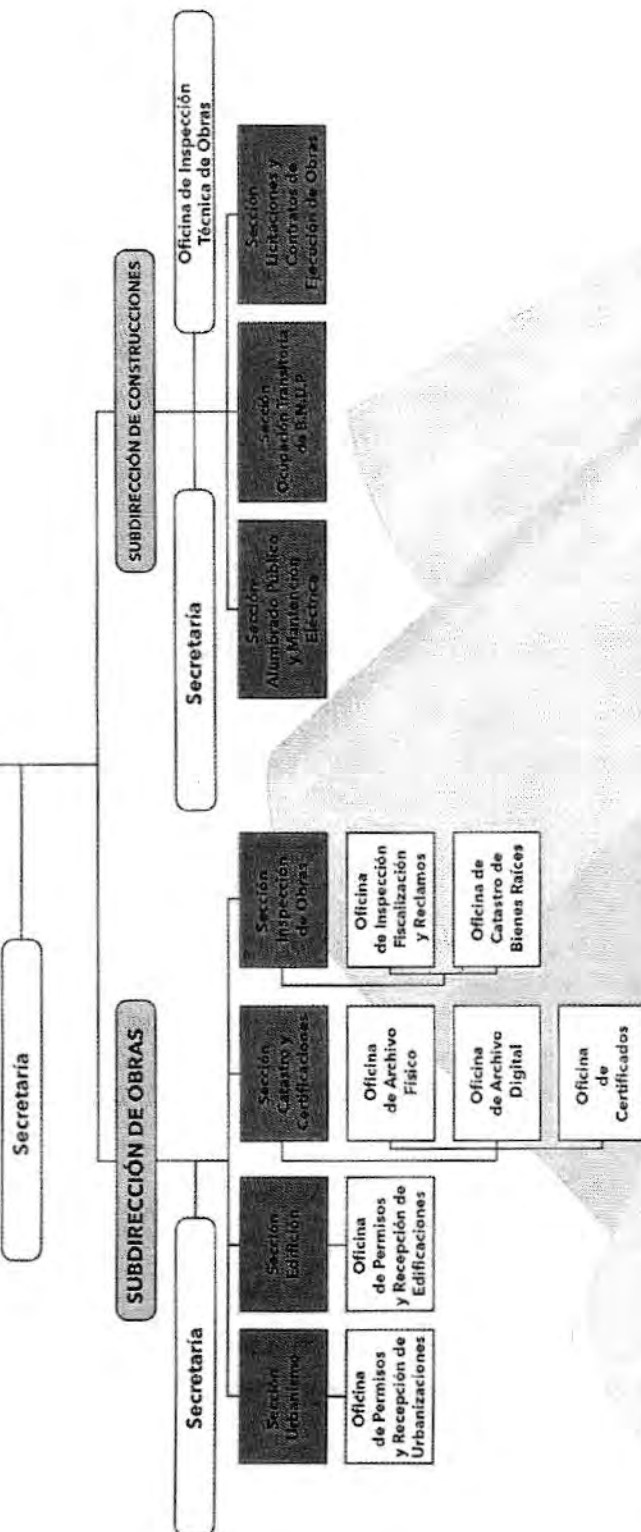 Secretaría
SUBDIRECCIÓN DE OBRAS
Secretaría
Sección
Urbanismo
Oficina
de Permisos
y Recepción de
Urbanizaciones
Sección
Edifición
Oficina
de Permisos
y Recepción de
Edificaciones
Sección
Catastro y
Certificaciones
Oficina
de Archivo
Físico
Oficina
de Archivo
Digital
Oficina
de
Certificados
Sección
Inspección
de Obras
Oficina
de Inspección
Fiscalización
y Reclamos
Oficina de
Catastro de
Bienes Raíces
SUBDIRECCIÓN DE CONSTRUCCIONES
Secretaría
Oficina de Inspección
Técnica de Obras
Sección
Alumbrado Público
y Mantención
Eléctrica
Sección
Ocupación Transitoria
de B.N.U.P
Sección
Licitaciones y
Contratos de
Ejecución de Obras